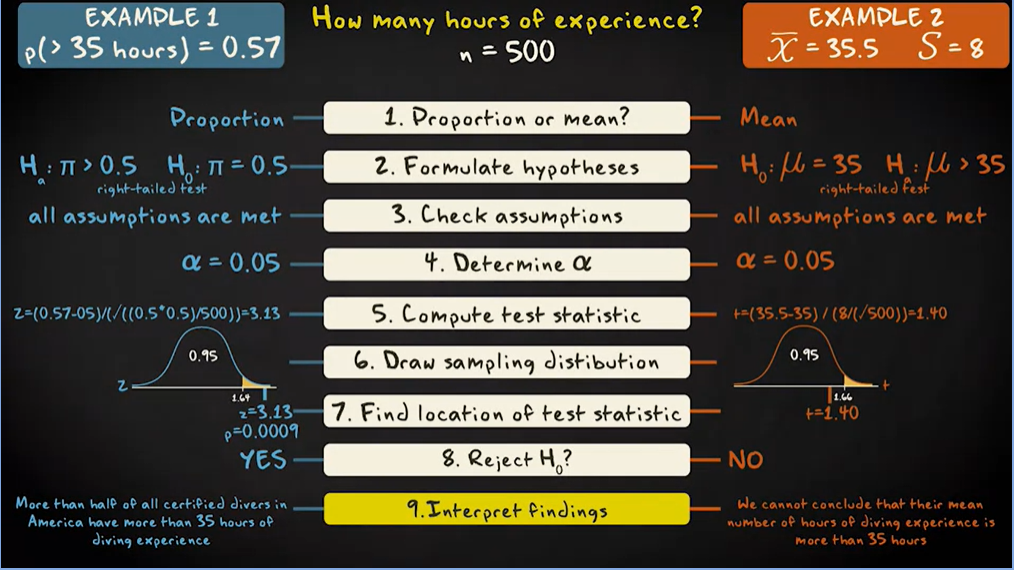 EXAMPLE 1
p(> 35 hours) = 0.57
How many hours of experience?
n = 500
EXAMPLE 2
x̄ = 35.5 S = 8
Proportion
1. Proportion or mean?
Mean
Hₐ: π > 0.5 H₀: π = 0.5
right-tailed test
2. Formulate hypotheses
H₀: μ = 35 Hₐ: μ > 35
right-tailed test
all assumptions are met
3. Check assumptions
all assumptions are met
α = 0.05
4. Determine α
α = 0.05
z=(0.57-05)/(√((0.5*0.5)/500))=3.13
5. Compute test statistic
t=(35.5-35) / (8/(√500))=1.40
0.95
z
1.64
6. Draw sampling distibution
0.95
t
1.66
z=3.13
p=0.0009
7. Find location of test statistic
t=1.40
YES
8. Reject H₀?
NO
More than half of all certified divers in
America have more than 35 hours of
diving experience
9.Interpret findings
We cannot conclude that their mean
number of hours of diving experience is
more than 35 hours